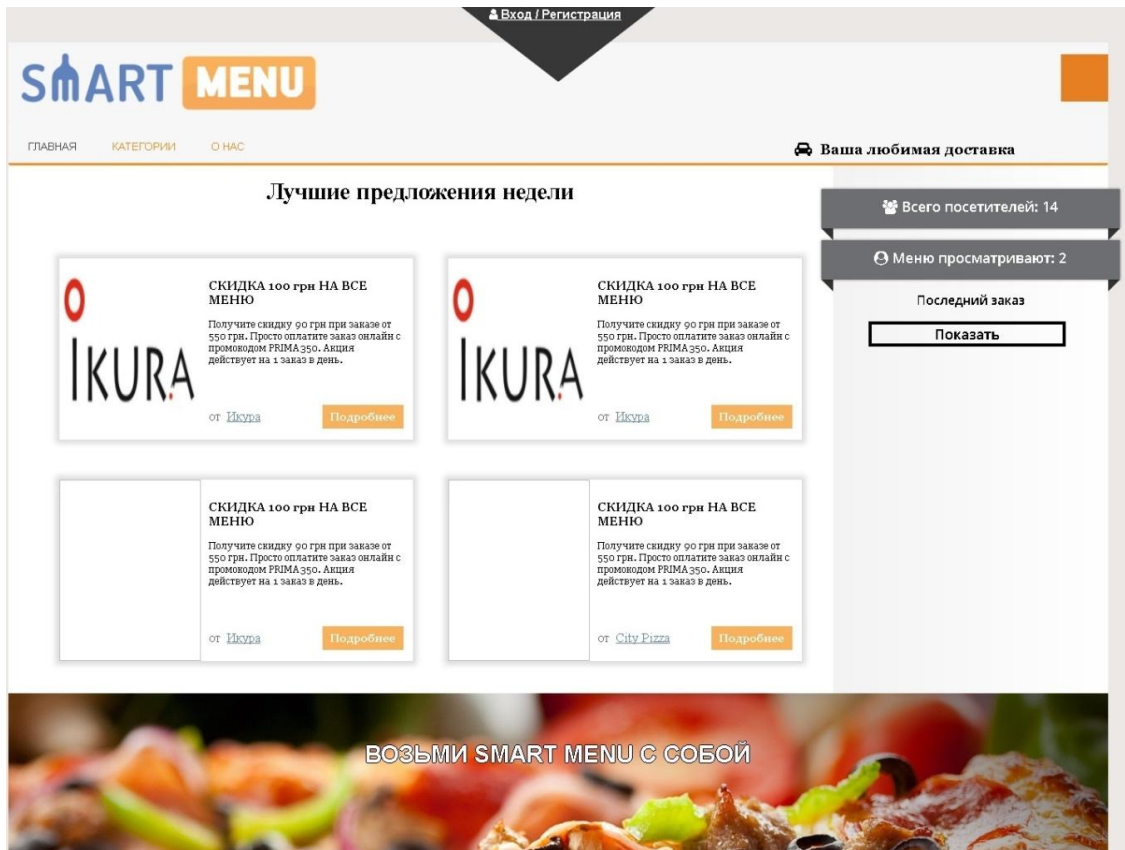 Вход / Регистрация
SMART MENU
ГЛАВНАЯ КАТЕГОРИИ О НАС
Ваша любимая доставка
Лучшие предложения недели
Всего посетителей: 14
Меню просматривают: 2
Последний заказ
Показать
IKURA
СКИДКА 100 грн НА ВСЕ
МЕНЮ
Получите скидку 90 грн при заказе от
550 грн. Просто оплатите заказ онлайн с
промокодом PRIMA350. Акция
действует на 1 заказ в день.
от Икура
Подробнее
IKURA
СКИДКА 100 грн НА ВСЕ
МЕНЮ
Получите скидку 90 грн при заказе от
550 грн. Просто оплатите заказ онлайн с
промокодом PRIMA350. Акция
действует на 1 заказ в день.
от Икура
Подробнее
СКИДКА 100 грн НА ВСЕ
МЕНЮ
Получите скидку 90 грн при заказе от
550 грн. Просто оплатите заказ онлайн с
промокодом PRIMA350. Акция
действует на 1 заказ в день.
от Икура
Подробнее
СКИДКА 100 грн НА ВСЕ
МЕНЮ
Получите скидку 90 грн при заказе от
550 грн. Просто оплатите заказ онлайн с
промокодом PRIMA350. Акция
действует на 1 заказ в день.
от City Pizza
Подробнее
ВОЗЬМИ SMART MENU С СОБОЙ